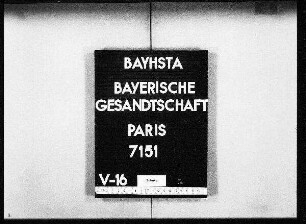 BAYHSTA
BAYERISCHE
GESANDTSCHAFT
PARIS
7151
V-16